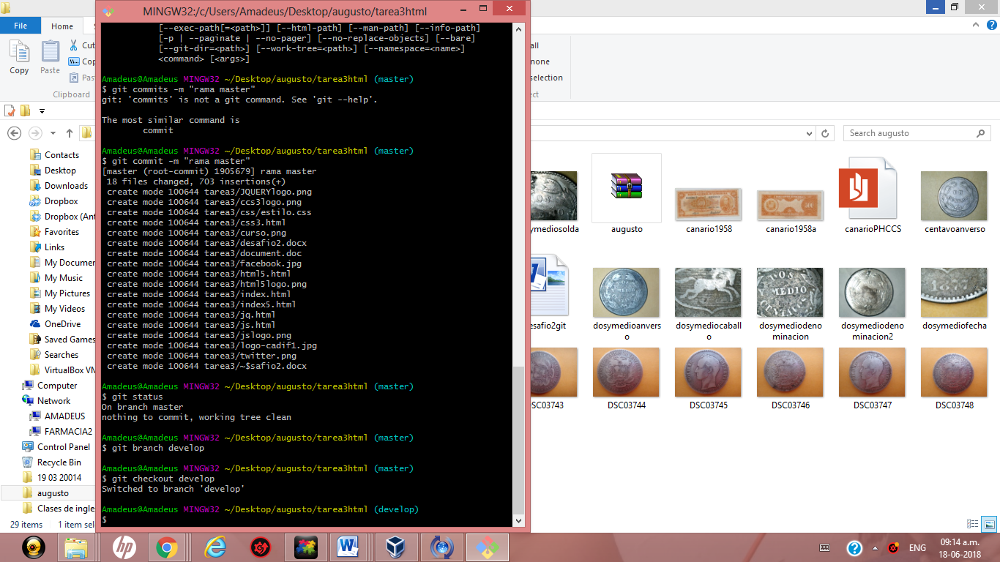 MINGW32:/c/Users/Amadeus/Desktop/augusto/tarea3html
[--exec-path[=<path>]] [--html-path] [--man-path] [--info-path]
[-p | --paginate | --no-pager] [--no-replace-objects] [--bare]
[--git-dir=<path>] [--work-tree=<path>] [--namespace=<name>]
<command> [<args>]
Amadeus@Amadeus MINGW32 ~/Desktop/augusto/tarea3html (master)
$ git commits -m "rama master"
git: 'commits' is not a git command. See 'git --help'.
The most similar command is
commit
Amadeus@Amadeus MINGW32 ~/Desktop/augusto/tarea3html (master)
$ git commit -m "rama master"
[master (root-commit) 1905679] rama master
18 files changed, 703 insertions(+)
create mode 100644 tarea3/JQUERYlogo.png
create mode 100644 tarea3/ccs3logo.png
create mode 100644 tarea3/css/estilo.css
create mode 100644 tarea3/css3.html
create mode 100644 tarea3/curso.png
create mode 100644 tarea3/desafio2.docx
create mode 100644 tarea3/document.doc
create mode 100644 tarea3/facebook.jpg
create mode 100644 tarea3/html5.html
create mode 100644 tarea3/html5logo.png
create mode 100644 tarea3/index.html
create mode 100644 tarea3/index5.html
create mode 100644 tarea3/jq.html
create mode 100644 tarea3/js.html
create mode 100644 tarea3/jslogo.png
create mode 100644 tarea3/logo-cadif1.jpg
create mode 100644 tarea3/twitter.png
create mode 100644 tarea3/~$safio2.docx
Amadeus@Amadeus MINGW32 ~/Desktop/augusto/tarea3html (master)
$ git status
On branch master
nothing to commit, working tree clean
Amadeus@Amadeus MINGW32 ~/Desktop/augusto/tarea3html (master)
$ git branch develop
Amadeus@Amadeus MINGW32 ~/Desktop/augusto/tarea3html (master)
$ git checkout develop
Switched to branch 'develop'
Amadeus@Amadeus MINGW32 ~/Desktop/augusto/tarea3html (develop)
$
File Home
Cut
Copy Paste
Clipboard
all
none
selection
Search augusto
Contacts
Desktop
Downloads
Dropbox
Dropbox (Ant
Favorites
Links
My Documen
My Music
My Pictures
My Videos
OneDrive
Saved Games
Searches
VirtualBox VM
Computer
Network
AMADEUS
FARMACIA2
Control Panel
Recycle Bin
19 03 20014
augusto
Clases de ingle
29 items 1 item sel
ymediosolda
augusto
canario1958
canario1958a
canarioPHCCS
centavoanverso
esafio2git
dosymedioanverso
dosymediocaballo
dosymediodenominacion
dosymediodenominacion2
dosymediofecha
MEDIO
1877
DSC03743
DSC03744
DSC03745
DSC03746
DSC03747
DSC03748
ENG
09:14 a.m.
18-06-2018